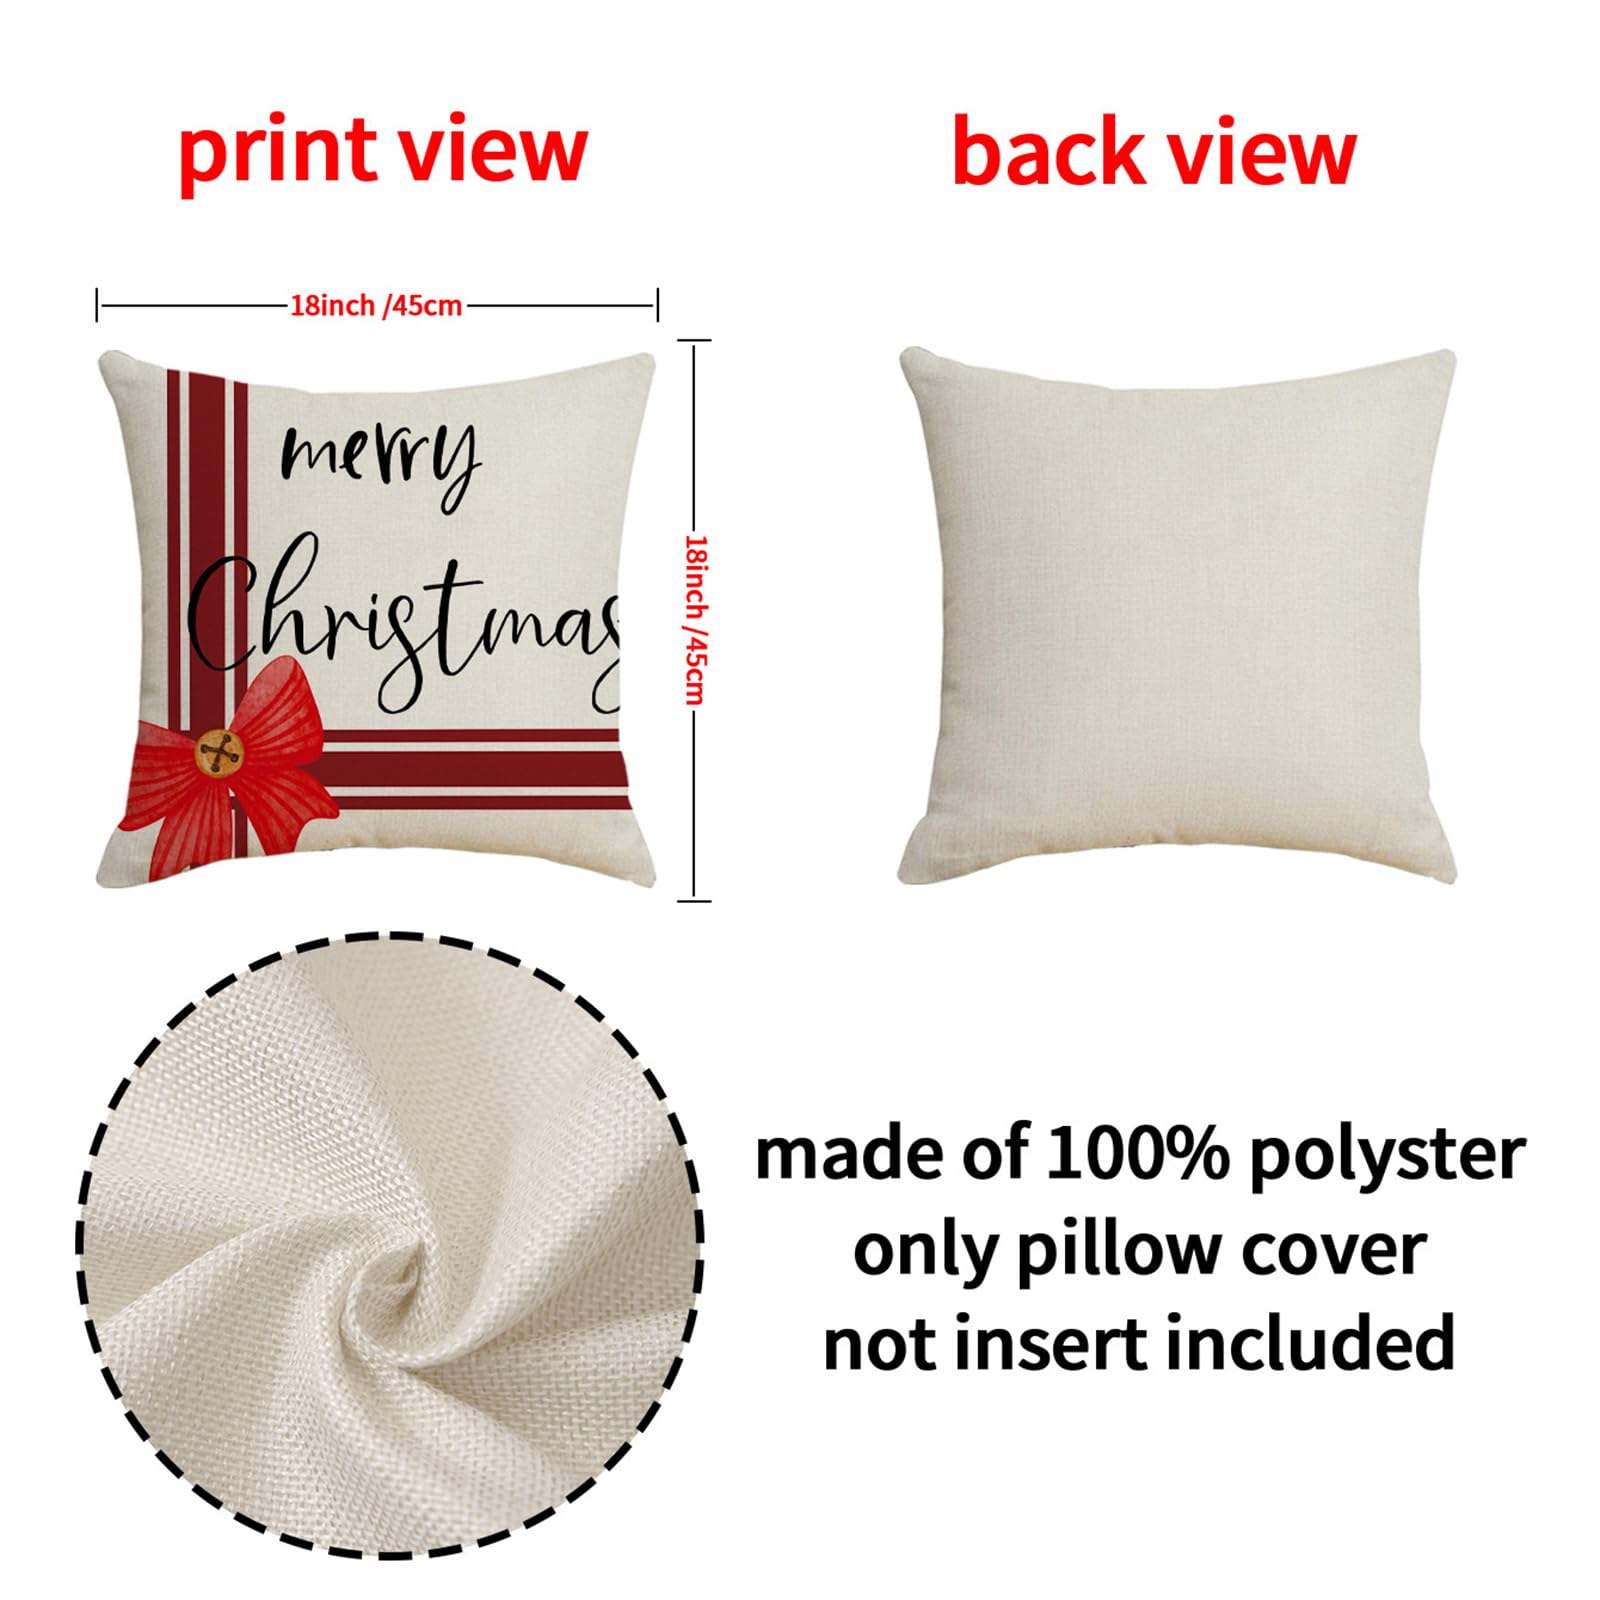 print view
back view
18inch /45cm
merry
Christmas
18inch /45cm
made of 100% polyster
only pillow cover
not insert included